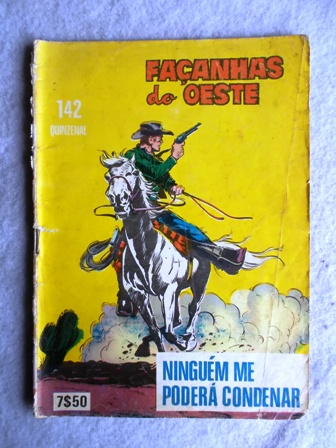 FAÇANHAS
do OESTE
142
QUINZENAL
NINGUÉM ME
PODERÁ CONDENAR
7$50